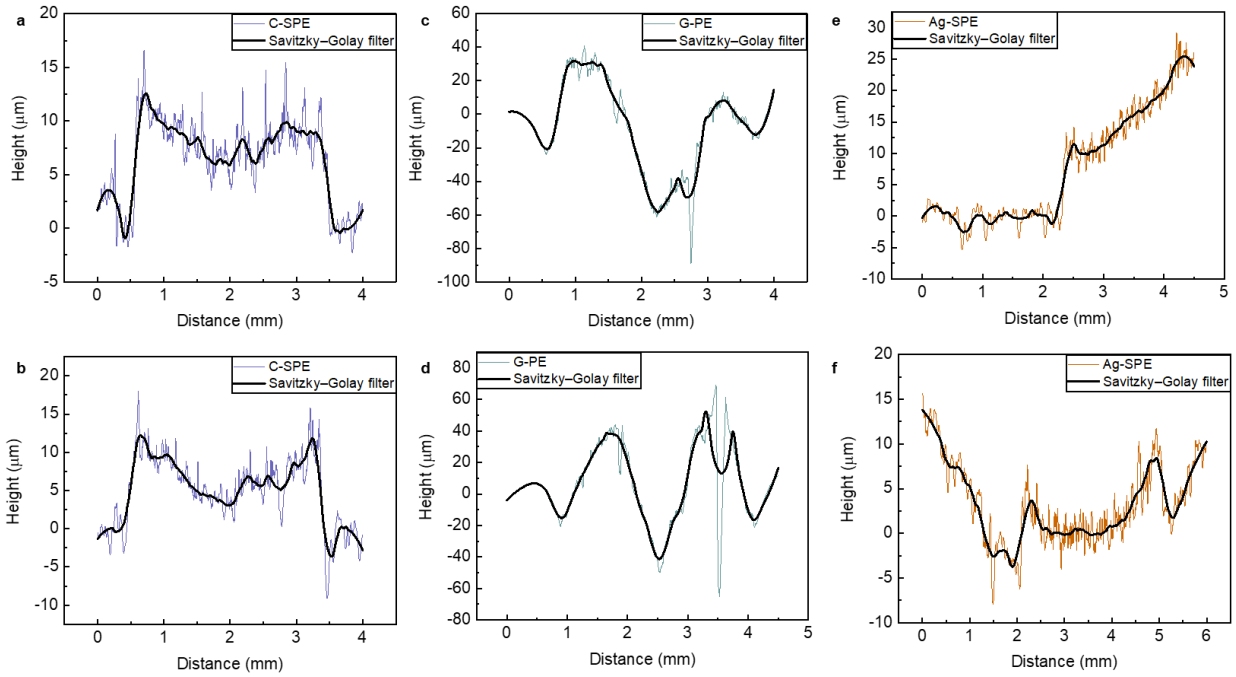 a
C-SPE
Savitzky–Golay filter
20
15
10
5
0
5
Height (μm)
0 1 2 3 4
Distance (mm)
c
G-PE
Savitzky–Golay filter
60
40
20
0
-20
-40
-60
-80
-100
Height (μm)
0 1 2 3 4
Distance (mm)
e
Ag-SPE
Savitzky–Golay filter
30
25
20
15
10
5
0
-5
-10
Height (μm)
0 1 2 3 4 5
Distance (mm)
b
C-SPE
Savitzky–Golay filter
20
15
10
5
0
-5
-10
Height (μm)
0 1 2 3 4
Distance (mm)
d
G-PE
Savitzky–Golay filter
80
60
40
20
0
-20
-40
-60
-80
Height (μm)
0 1 2 3 4 5
Distance (mm)
f
Ag-SPE
Savitzky–Golay filter
20
15
10
5
0
-5
-10
Height (μm)
0 1 2 3 4 5 6
Distance (mm)